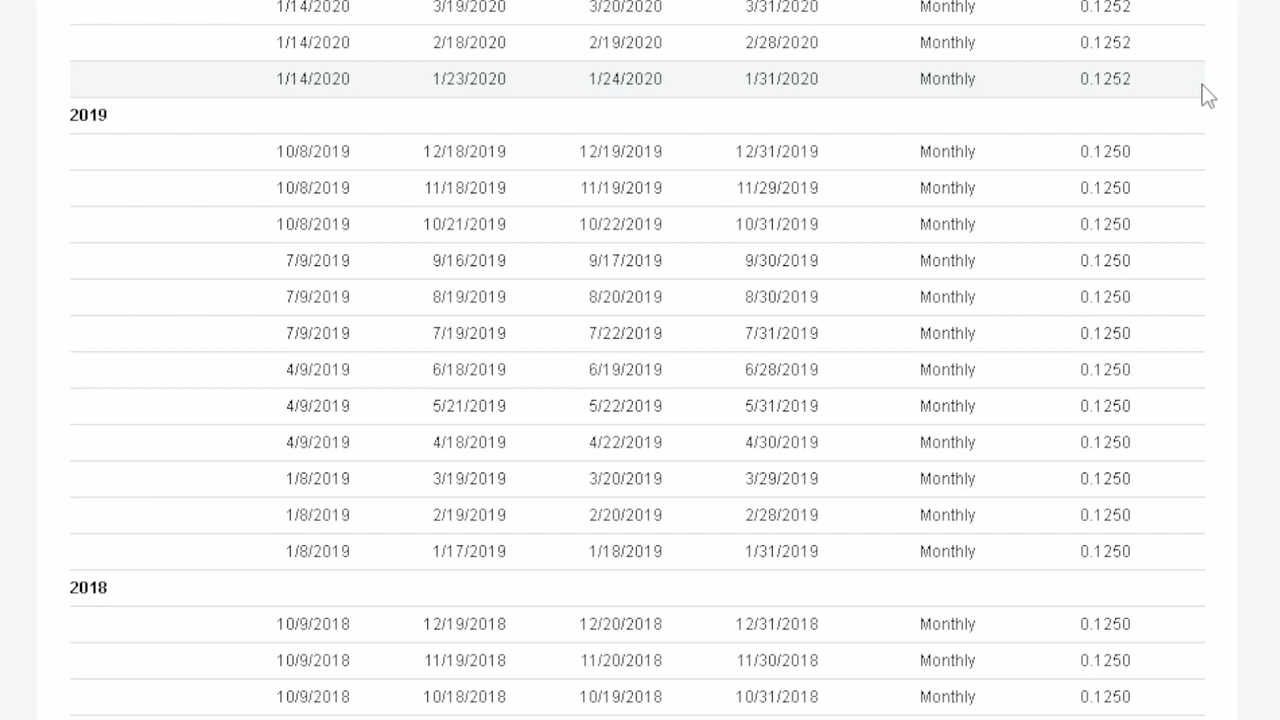 1/14/2020 3/19/2020 3/20/2020 3/31/2020 Monthly 0.1252
1/14/2020 2/18/2020 2/19/2020 2/28/2020 Monthly 0.1252
1/14/2020 1/23/2020 1/24/2020 1/31/2020 Monthly 0.1252
2019
10/8/2019 12/18/2019 12/19/2019 12/31/2019 Monthly 0.1250
10/8/2019 11/18/2019 11/19/2019 11/29/2019 Monthly 0.1250
10/8/2019 10/21/2019 10/22/2019 10/31/2019 Monthly 0.1250
7/9/2019 9/16/2019 9/17/2019 9/30/2019 Monthly 0.1250
7/9/2019 8/19/2019 8/20/2019 8/30/2019 Monthly 0.1250
7/9/2019 7/19/2019 7/22/2019 7/31/2019 Monthly 0.1250
4/9/2019 6/18/2019 6/19/2019 6/28/2019 Monthly 0.1250
4/9/2019 5/21/2019 5/22/2019 5/31/2019 Monthly 0.1250
4/9/2019 4/18/2019 4/22/2019 4/30/2019 Monthly 0.1250
1/8/2019 3/19/2019 3/20/2019 3/29/2019 Monthly 0.1250
1/8/2019 2/19/2019 2/20/2019 2/28/2019 Monthly 0.1250
1/8/2019 1/17/2019 1/18/2019 1/31/2019 Monthly 0.1250
2018
10/9/2018 12/19/2018 12/20/2018 12/31/2018 Monthly 0.1250
10/9/2018 11/19/2018 11/20/2018 11/30/2018 Monthly 0.1250
10/9/2018 10/18/2018 10/19/2018 10/31/2018 Monthly 0.1250